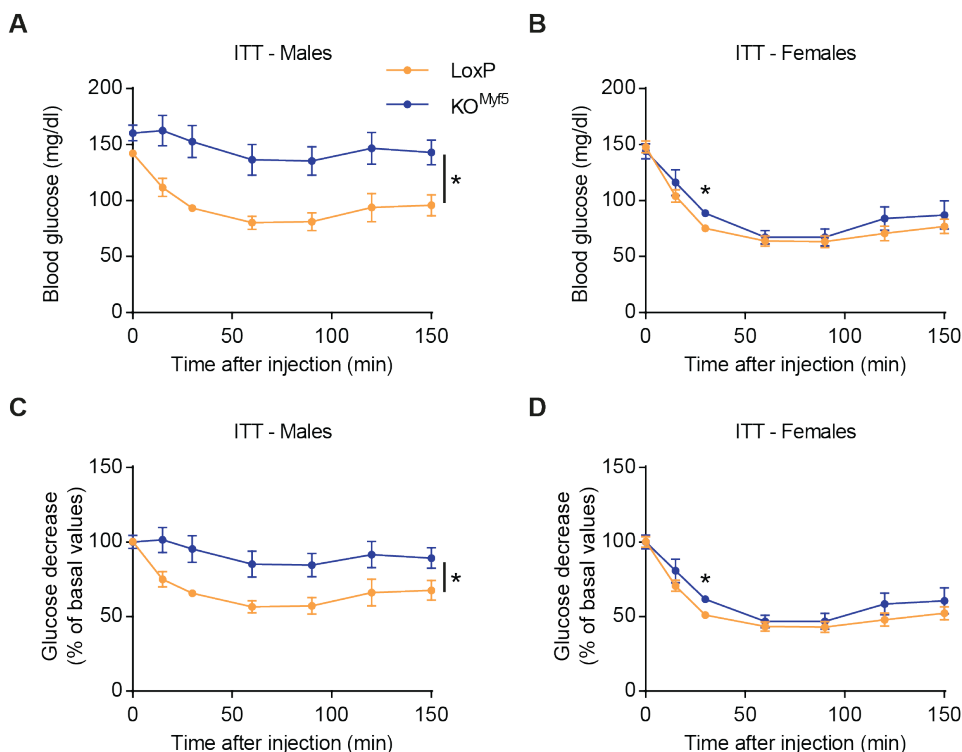 A
ITT - Males
LoxP
KO^Myf5
200
150
100
50
0
Blood glucose (mg/dl)
*
0 50 100 150
Time after injection (min)
B
ITT - Females
200
150
100
50
0
Blood glucose (mg/dl)
*
0 50 100 150
Time after injection (min)
C
ITT - Males
150
100
50
0
Glucose decrease
(% of basal values)
*
0 50 100 150
Time after injection (min)
D
ITT - Females
150
100
50
0
Glucose decrease
(% of basal values)
*
0 50 100 150
Time after injection (min)